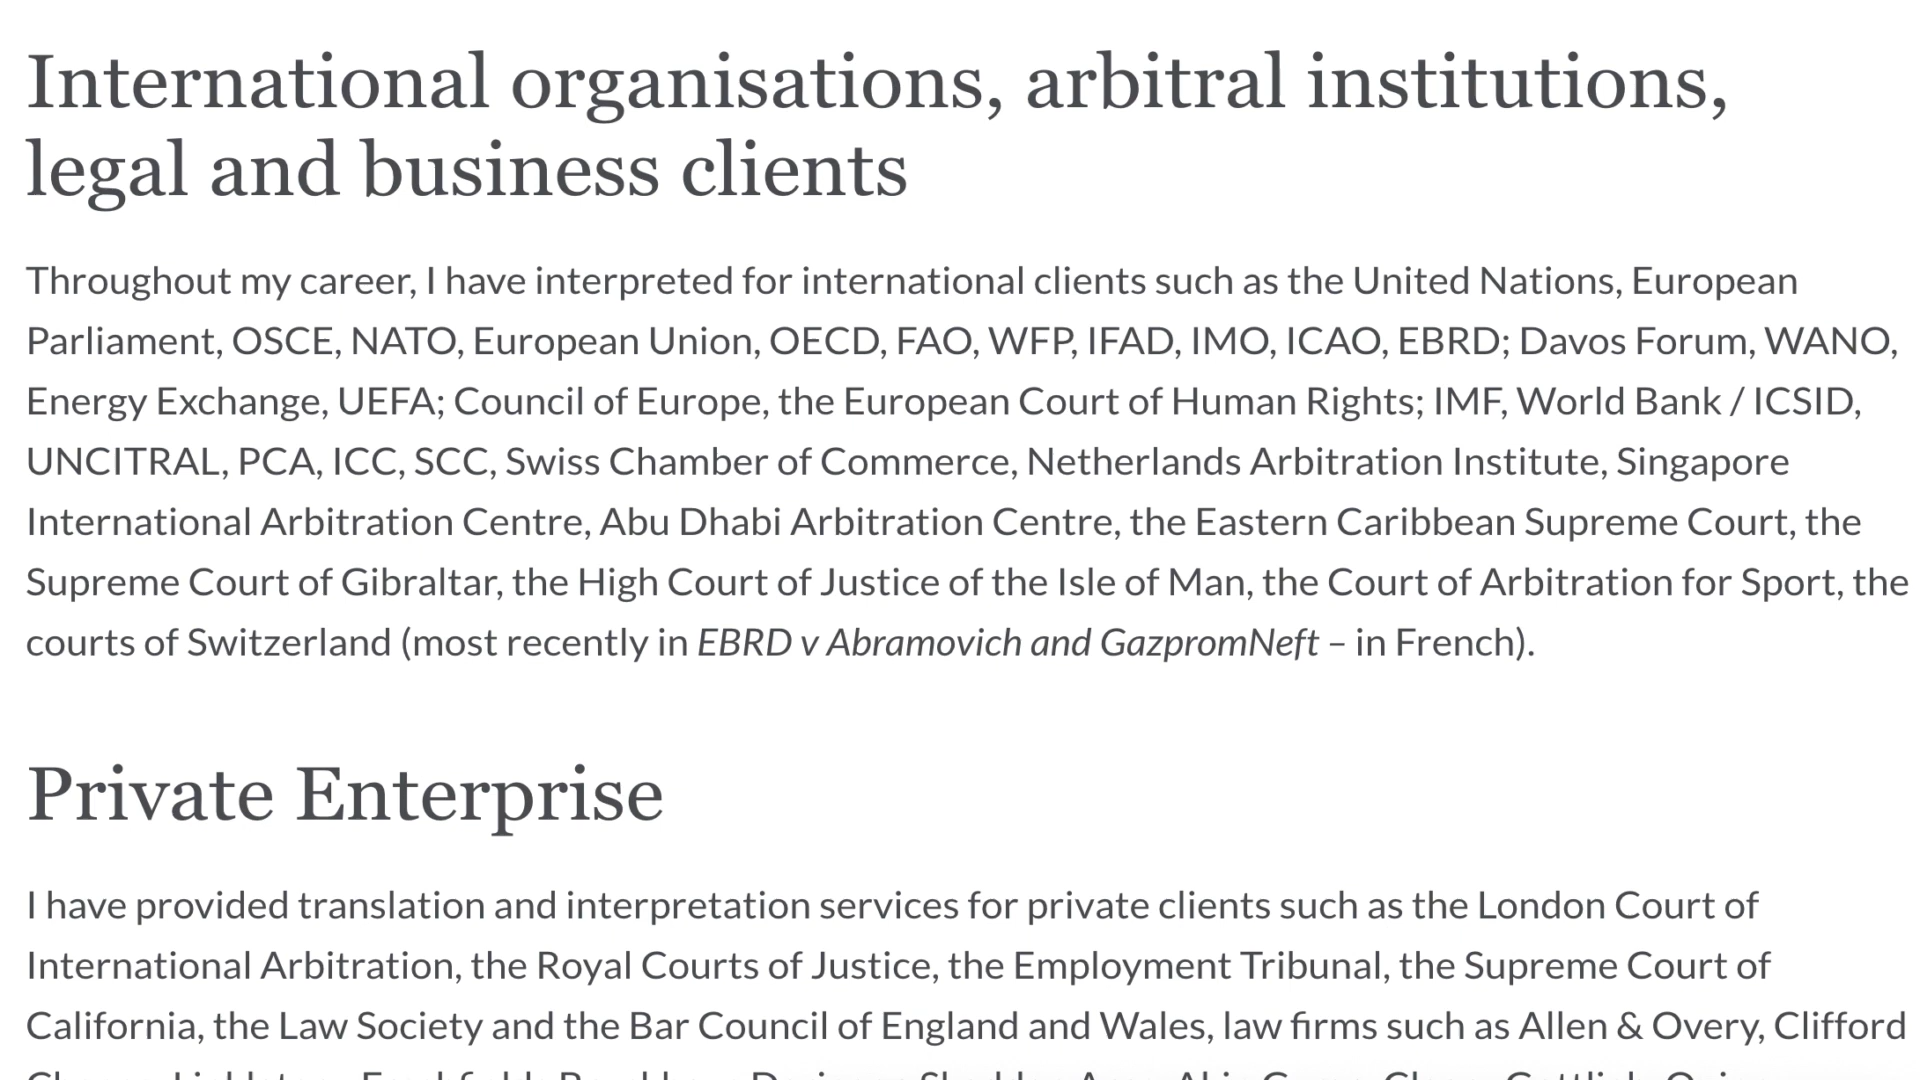 International organisations, arbitral institutions,
legal and business clients
Throughout my career, I have interpreted for international clients such as the United Nations, European
Parliament, OSCE, NATO, European Union, OECD, FAO, WFP, IFAD, IMO, ICAO, EBRD; Davos Forum, WANO,
Energy Exchange, UEFA; Council of Europe, the European Court of Human Rights; IMF, World Bank / ICSID,
UNCITRAL, PCA, ICC, SCC, Swiss Chamber of Commerce, Netherlands Arbitration Institute, Singapore
International Arbitration Centre, Abu Dhabi Arbitration Centre, the Eastern Caribbean Supreme Court, the
Supreme Court of Gibraltar, the High Court of Justice of the Isle of Man, the Court of Arbitration for Sport, the
courts of Switzerland (most recently in EBRD v Abramovich and GazpromNeft – in French).
Private Enterprise
I have provided translation and interpretation services for private clients such as the London Court of
International Arbitration, the Royal Courts of Justice, the Employment Tribunal, the Supreme Court of
California, the Law Society and the Bar Council of England and Wales, law firms such as Allen & Overy, Clifford